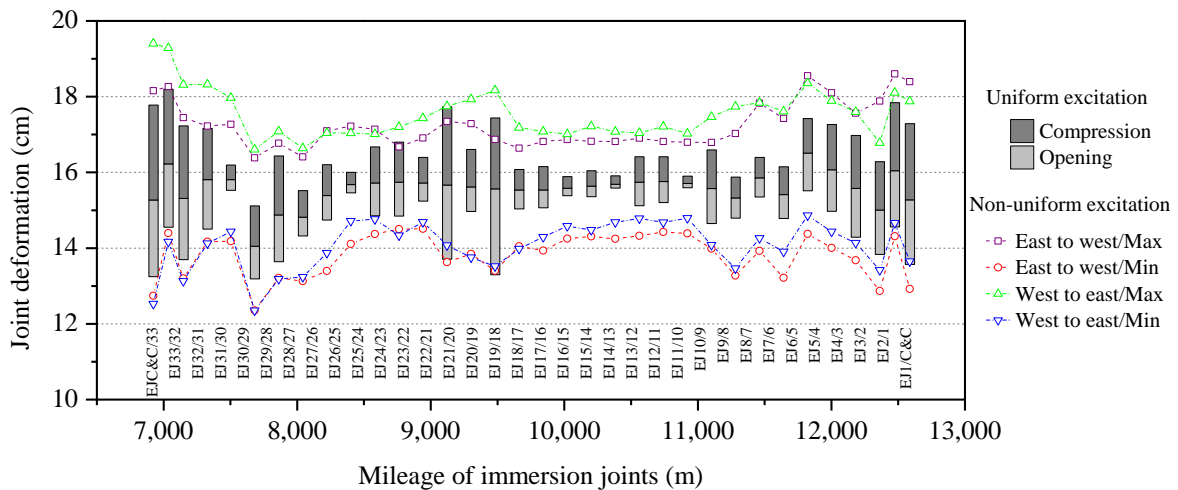 Joint deformation (cm)
20
18
16
14
12
10
EJC&C/33
EJ33/32
EJ32/31
EJ31/30
EJ30/29
EJ29/28
EJ28/27
EJ27/26
EJ26/25
EJ25/24
EJ24/23
EJ23/22
EJ22/21
EJ21/20
EJ20/19
EJ19/18
EJ18/17
EJ17/16
EJ16/15
EJ15/14
EJ14/13
EJ13/12
EJ12/11
EJ11/10
EJ10/9
EJ9/8
EJ8/7
EJ7/6
EJ6/5
EJ5/4
EJ4/3
EJ3/2
EJ2/1
EJ1/C&C
7,000
8,000
9,000
10,000
11,000
12,000
13,000
Mileage of immersion joints (m)
Uniform excitation
Compression
Opening
Non-uniform excitation
East to west/Max
East to west/Min
West to east/Max
West to east/Min